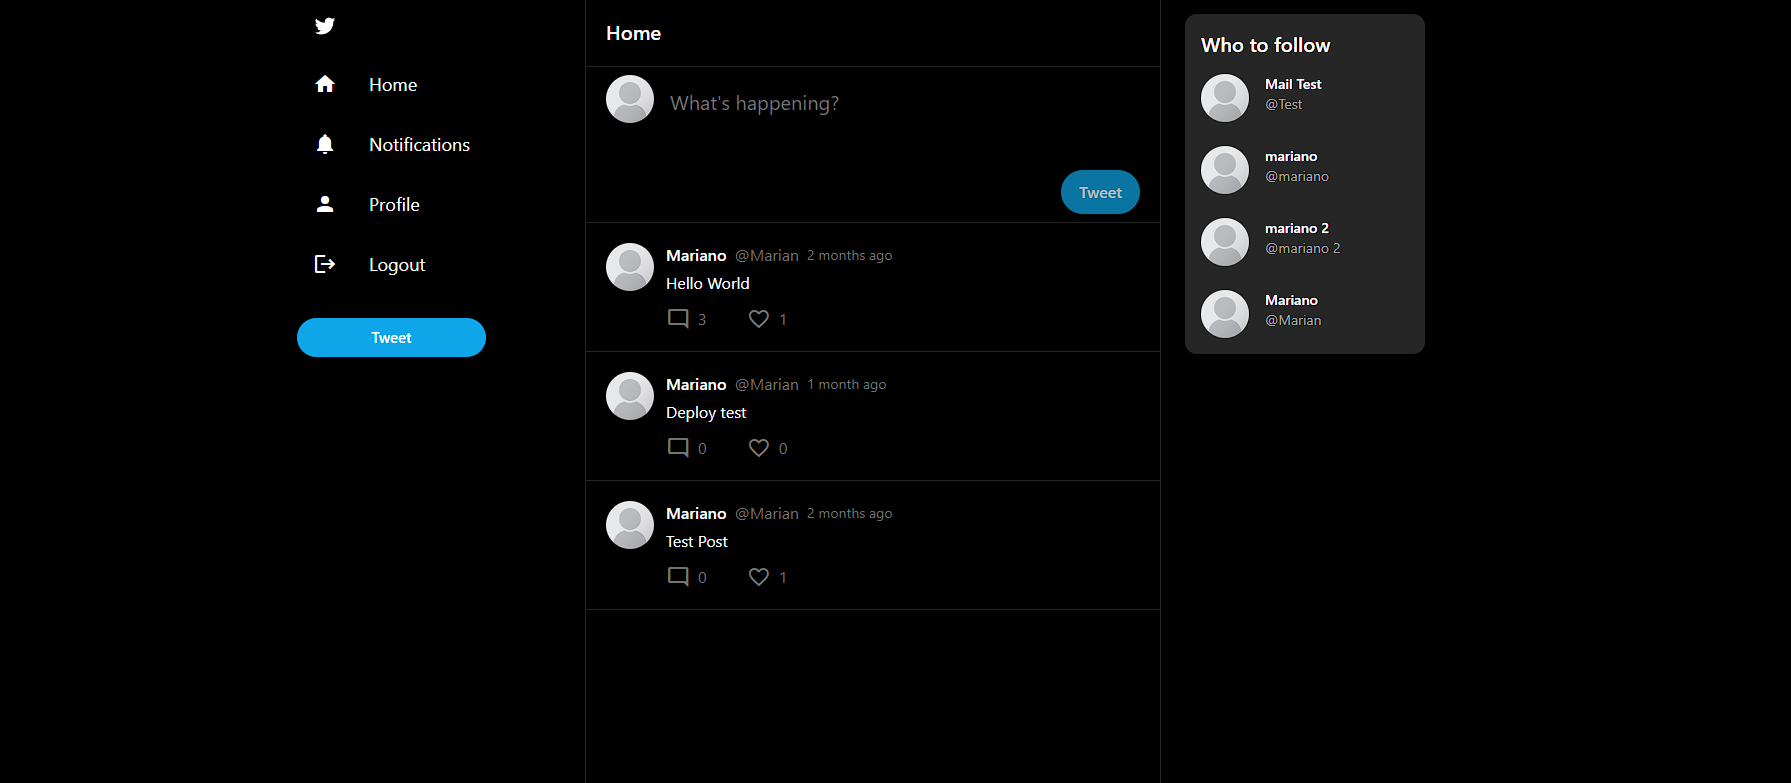 Home
Notifications
Profile
Logout
Tweet
Home
What's happening?
Tweet
Mariano @Marian 2 months ago
Hello World
3 1
Mariano @Marian 1 month ago
Deploy test
0 0
Mariano @Marian 2 months ago
Test Post
0 1
Who to follow
Mail Test
@Test
mariano
@mariano
mariano 2
@mariano 2
Mariano
@Marian